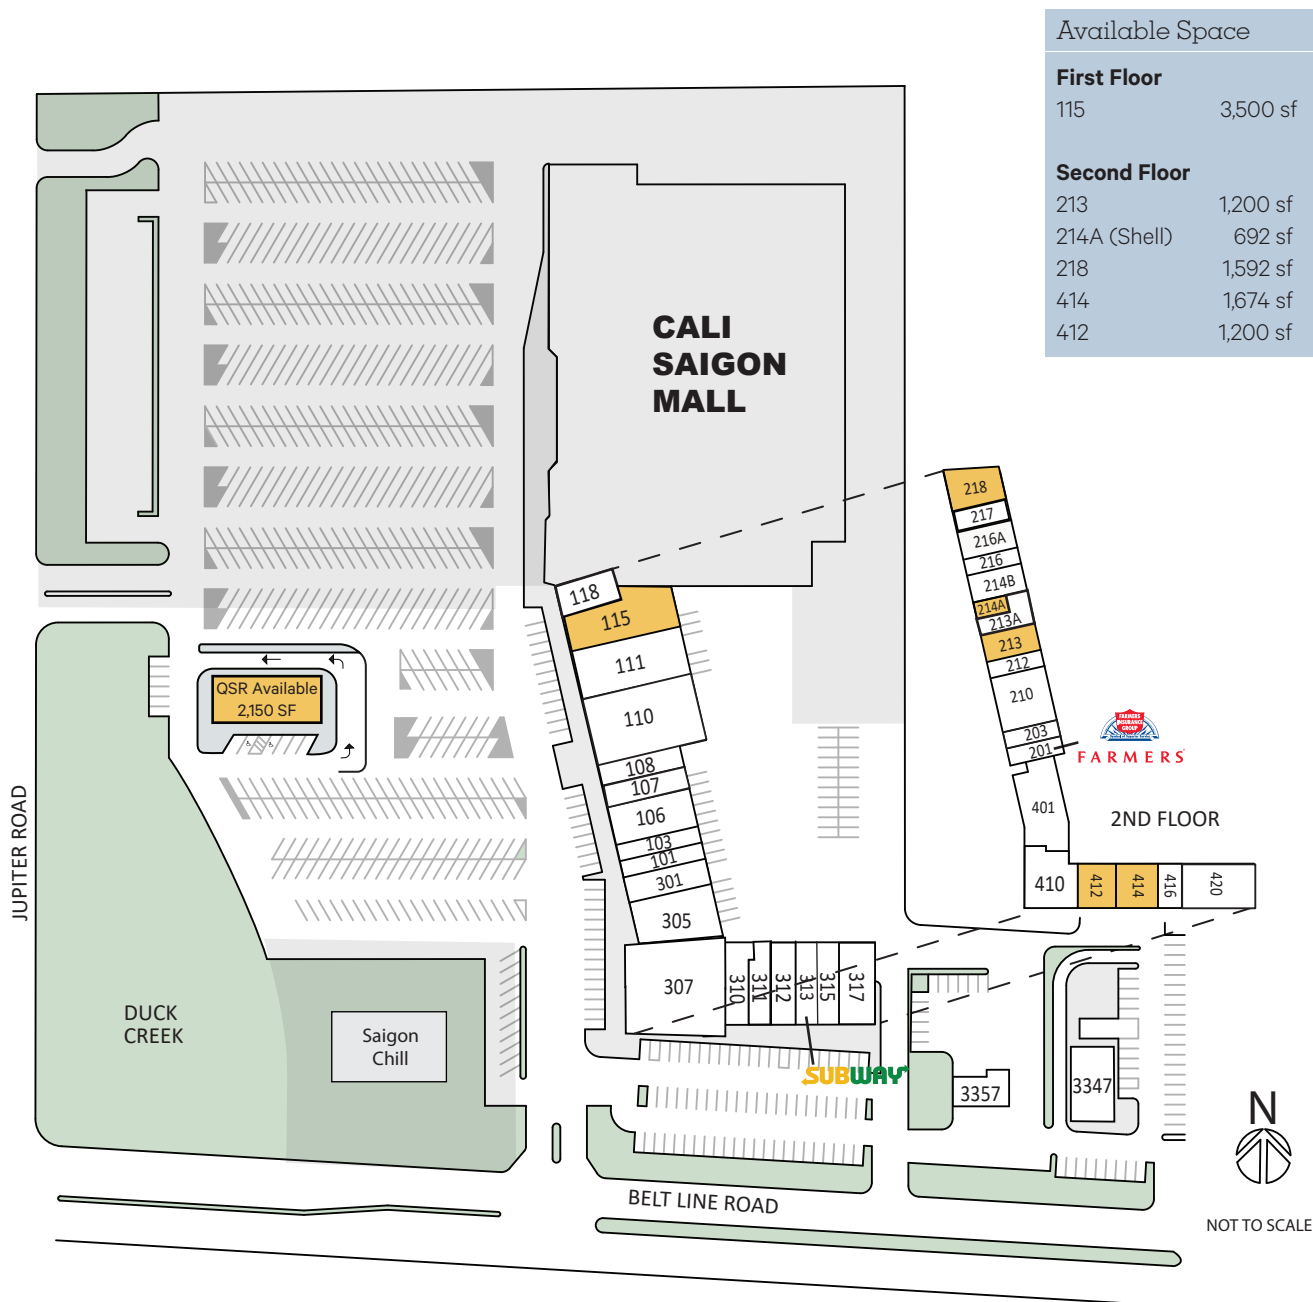 Available Space
First Floor
115 3,500 sf
Second Floor
213 1,200 sf
214A (Shell) 692 sf
218 1,592 sf
414 1,674 sf
412 1,200 sf
CALI
SAIGON
MALL
218
217
216A
216
214B
214A
213A
213
212
210
203
201
FARMERS
INSURANCE
GROUP
FARMERS
401
2ND FLOOR
410
412
414
416
420
118
115
111
110
108
107
106
103
101
301
305
307
310
311
312
313
315
317
SUBWAY
QSR Available
2,150 SF
JUPITER ROAD
DUCK
CREEK
Saigon
Chill
3357
3347
BELT LINE ROAD
N
NOT TO SCALE